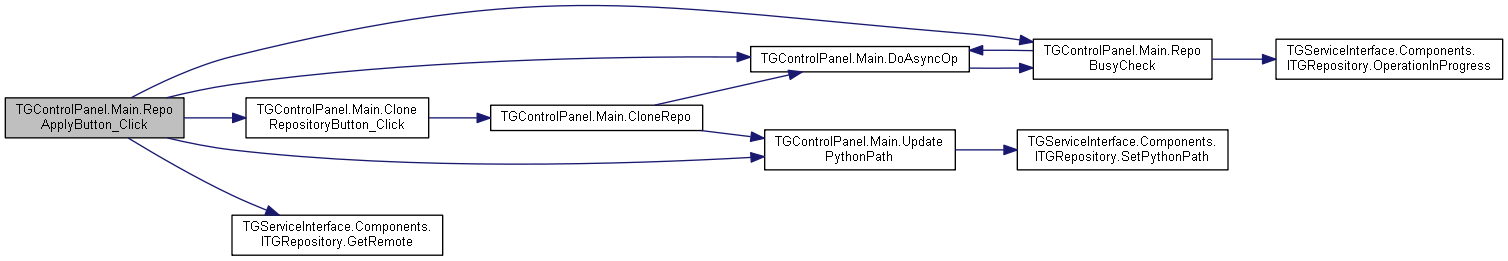 TGControlPanel.Main.Repo
ApplyButton_Click
TGControlPanel.Main.Clone
RepositoryButton_Click
TGServiceInterface.Components.
ITGRepository.GetRemote
TGControlPanel.Main.CloneRepo
TGControlPanel.Main.DoAsyncOp
TGControlPanel.Main.Update
PythonPath
TGControlPanel.Main.Repo
BusyCheck
TGServiceInterface.Components.
ITGRepository.SetPythonPath
TGServiceInterface.Components.
ITGRepository.OperationInProgress